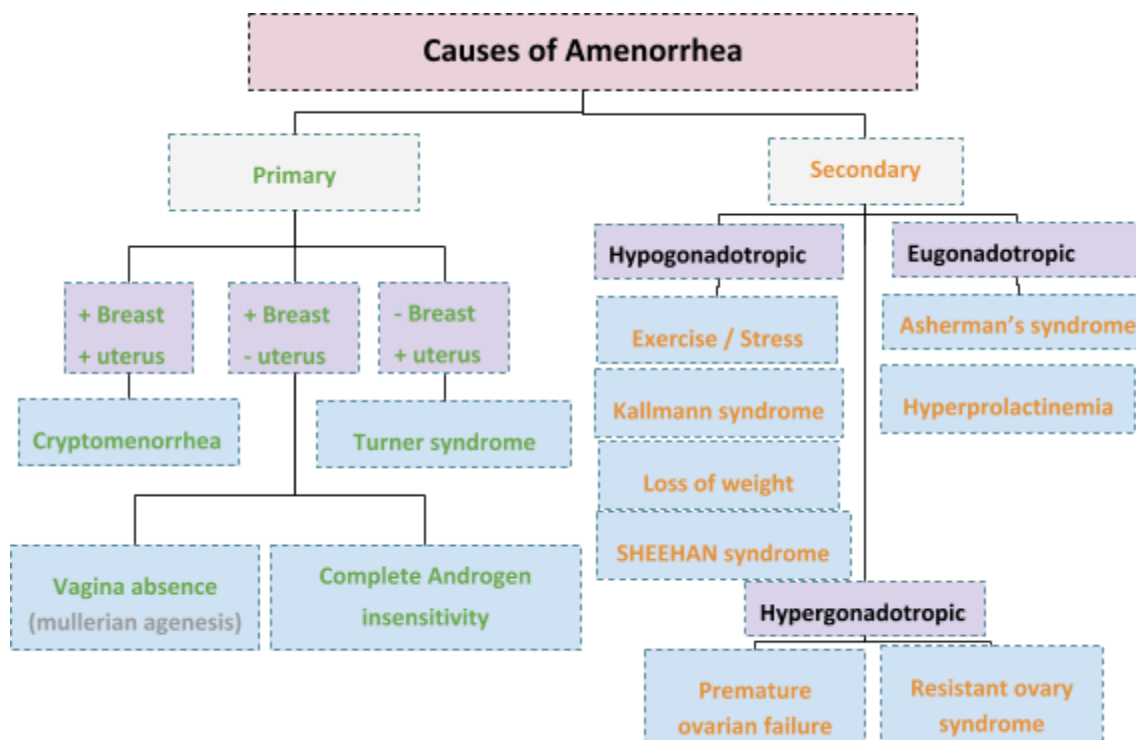 Causes of Amenorrhea
Primary
Secondary
+ Breast
+ uterus
+ Breast
- uterus
- Breast
+ uterus
Cryptomenorrhea
Turner syndrome
Vagina absence
(mullerian agenesis)
Complete Androgen
insensitivity
Hypogonadotropic
Exercise / Stress
Kallmann syndrome
Loss of weight
SHEEHAN syndrome
Eugonadotropic
Asherman's syndrome
Hyperprolactinemia
Hypergonadotropic
Premature
ovarian failure
Resistant ovary
syndrome